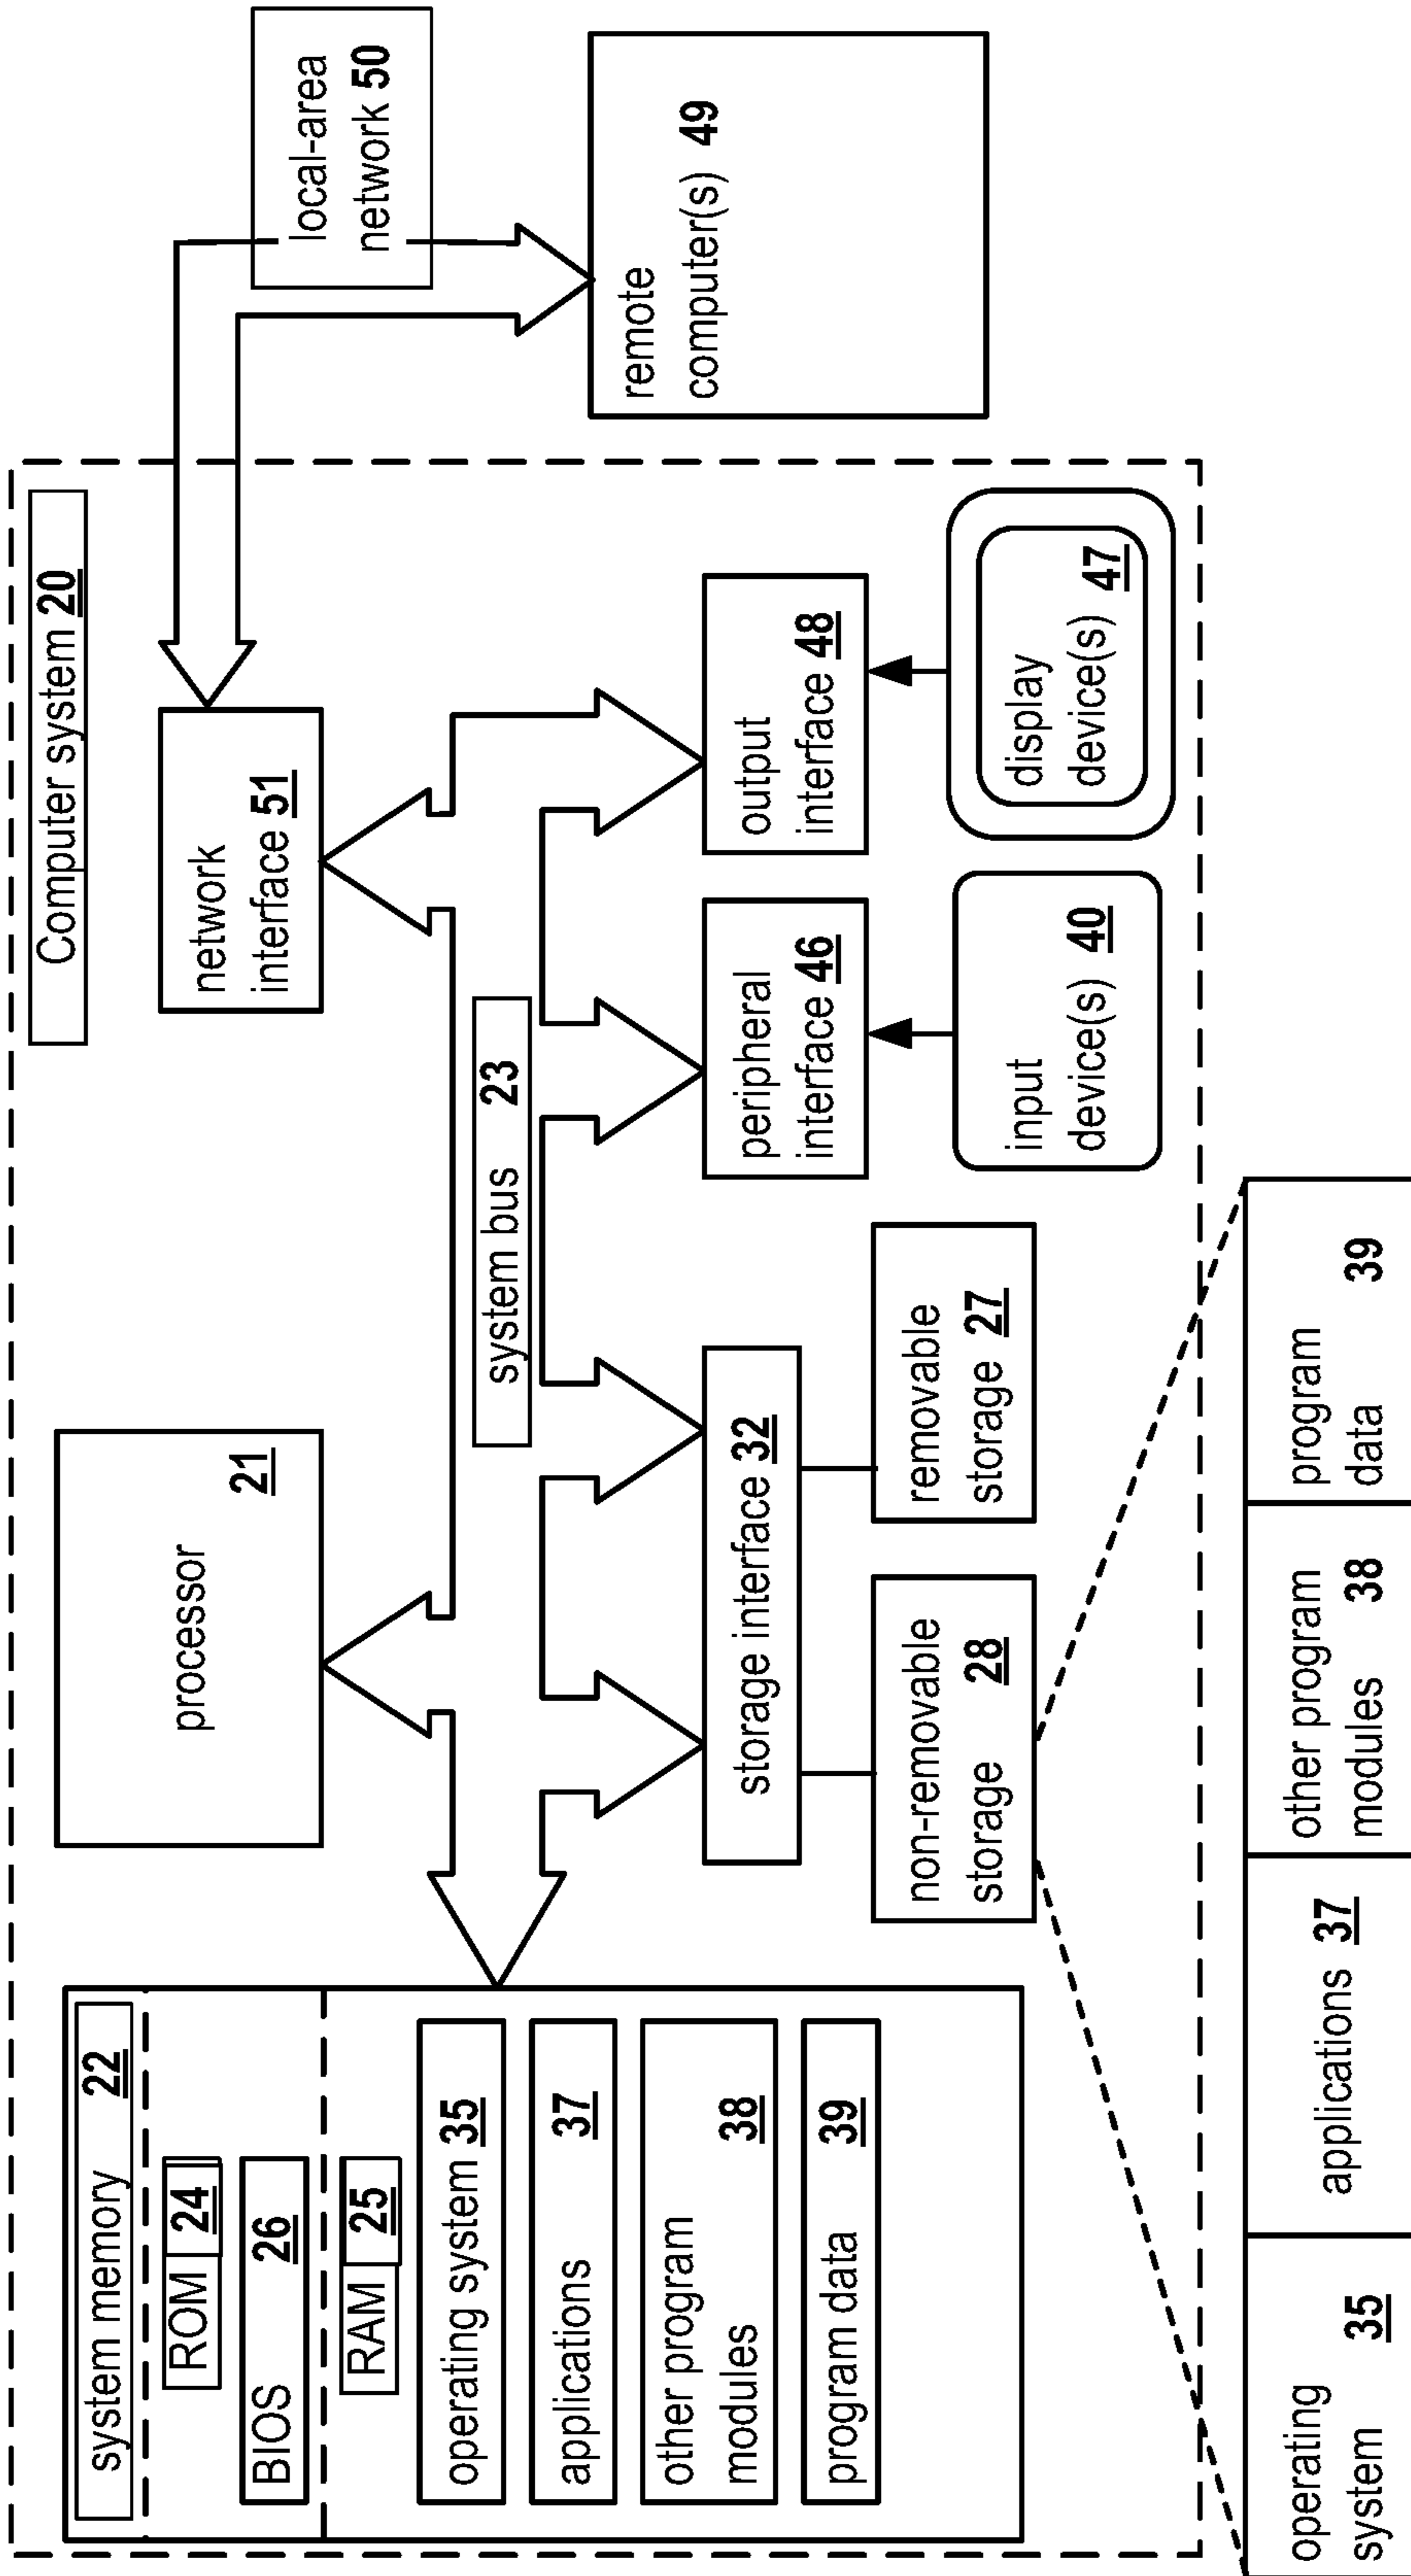 Computer system 20
system memory 22
ROM 24
BIOS 26
RAM 25
operating system 35
applications 37
other program
modules 38
program data 39
processor
21
network
interface 51
local-area
network 50
system bus 23
storage interface 32
peripheral
interface 46
output
interface 48
remote
computer(s) 49
non-removable
storage 28
removable
storage 27
input
device(s) 40
display
device(s) 47
operating
system 35
applications 37
other program
modules 38
program
data 39